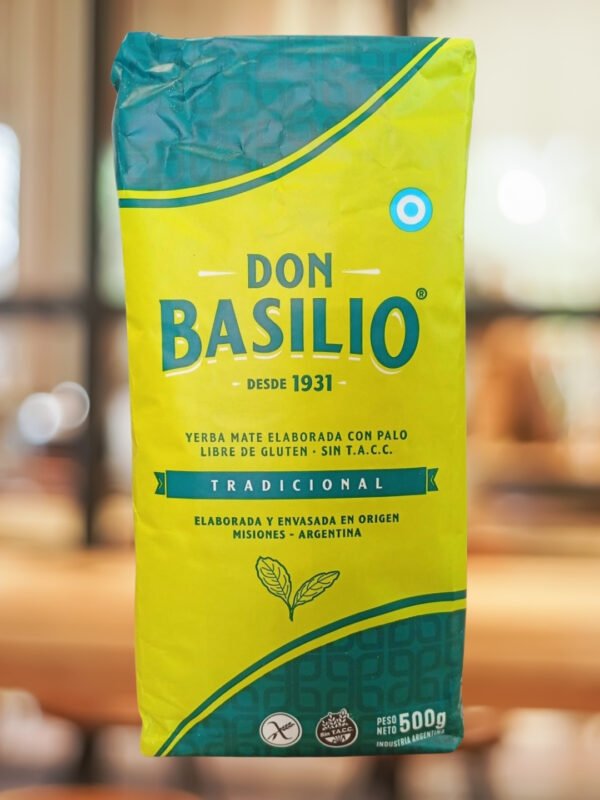 DON
BASILIO®
DESDE 1931
YERBA MATE ELABORADA CON PALO
LIBRE DE GLUTEN · SIN T.A.C.C.
TRADICIONAL
ELABORADA Y ENVASADA EN ORIGEN
MISIONES - ARGENTINA
Sin T.A.C.C.
PESO
NETO 500g
INDUSTRIA ARGENTINA